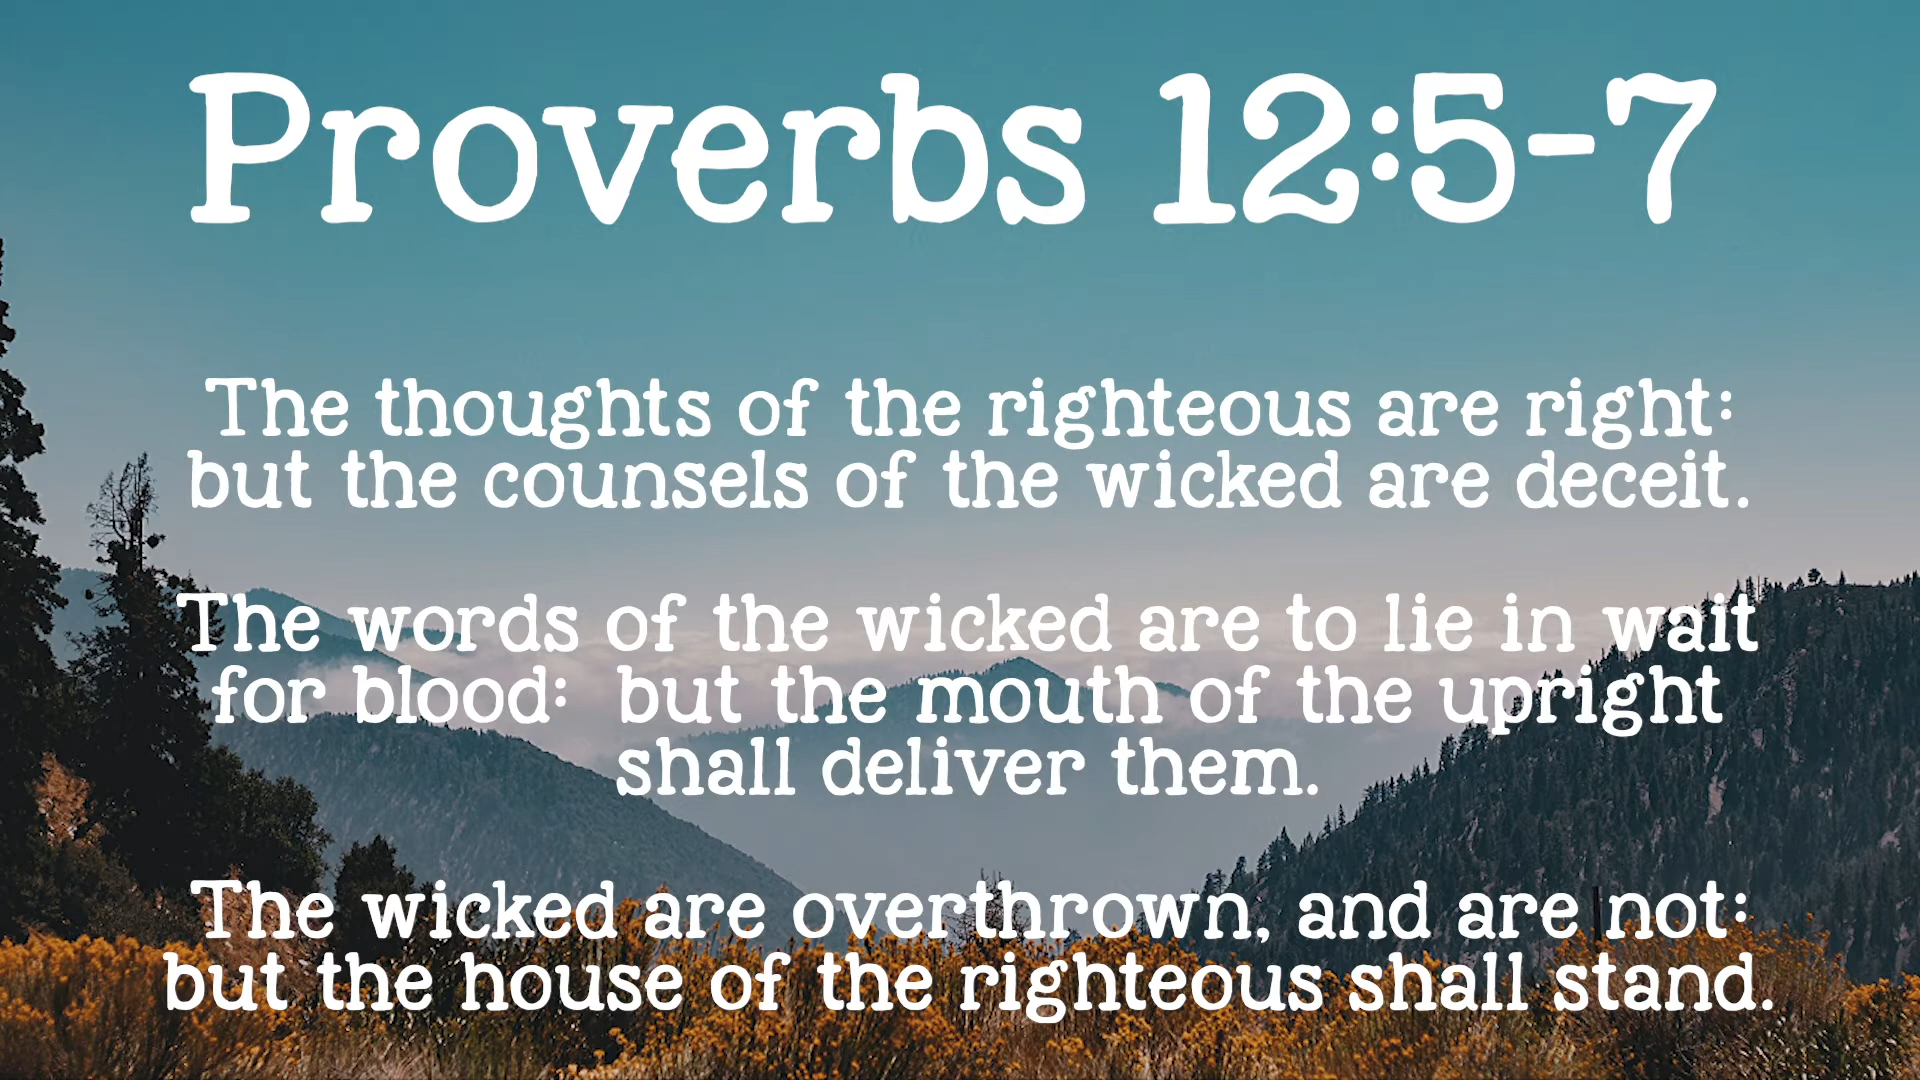 Proverbs 12:5-7
The thoughts of the righteous are right:
but the counsels of the wicked are deceit.
The words of the wicked are to lie in wait
for blood: but the mouth of the upright
shall deliver them.
The wicked are overthrown, and are not:
but the house of the righteous shall stand.